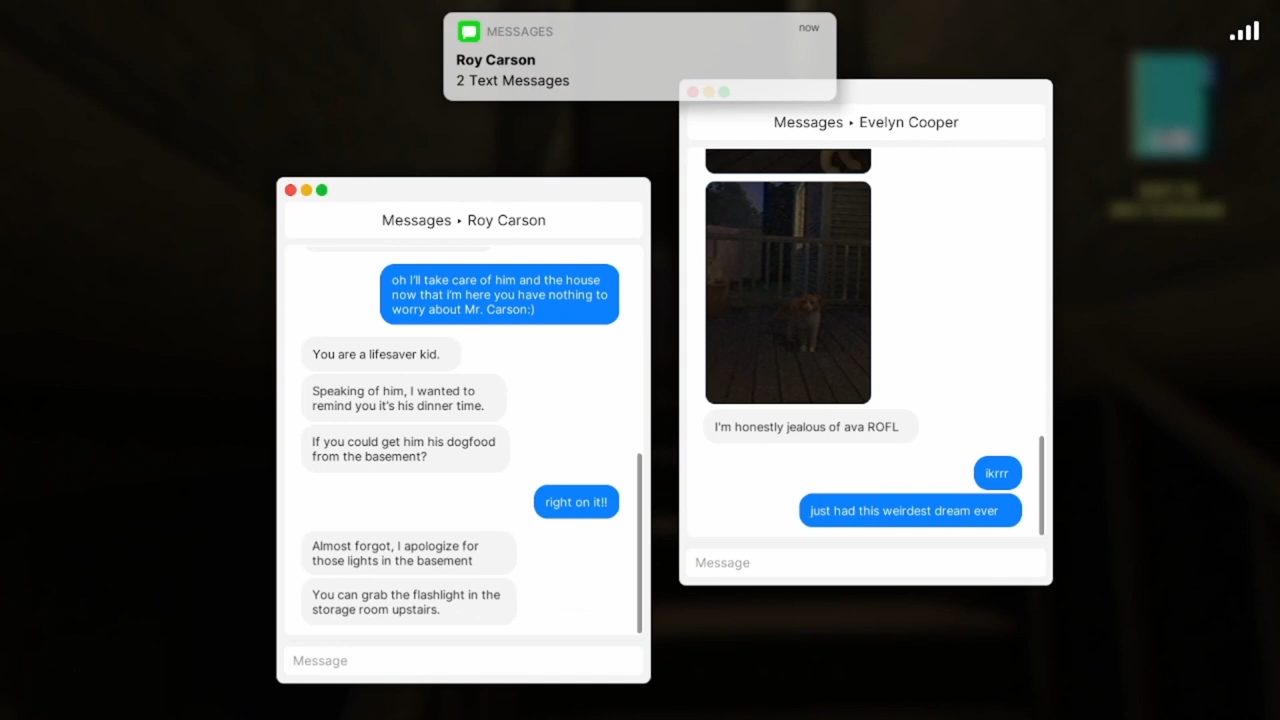 MESSAGES
now
Roy Carson
2 Text Messages
Messages ‣ Roy Carson
oh I'll take care of him and the house
now that i'm here you have nothing to
worry about Mr. Carson:)
You are a lifesaver kid.
Speaking of him, I wanted to
remind you it's his dinner time.
If you could get him his dogfood
from the basement?
right on it!!
Almost forgot, I apologize for
those lights in the basement
You can grab the flashlight in the
storage room upstairs.
Message
Messages ‣ Evelyn Cooper
I'm honestly jealous of ava ROFL
ikrrr
just had this weirdest dream ever
Message